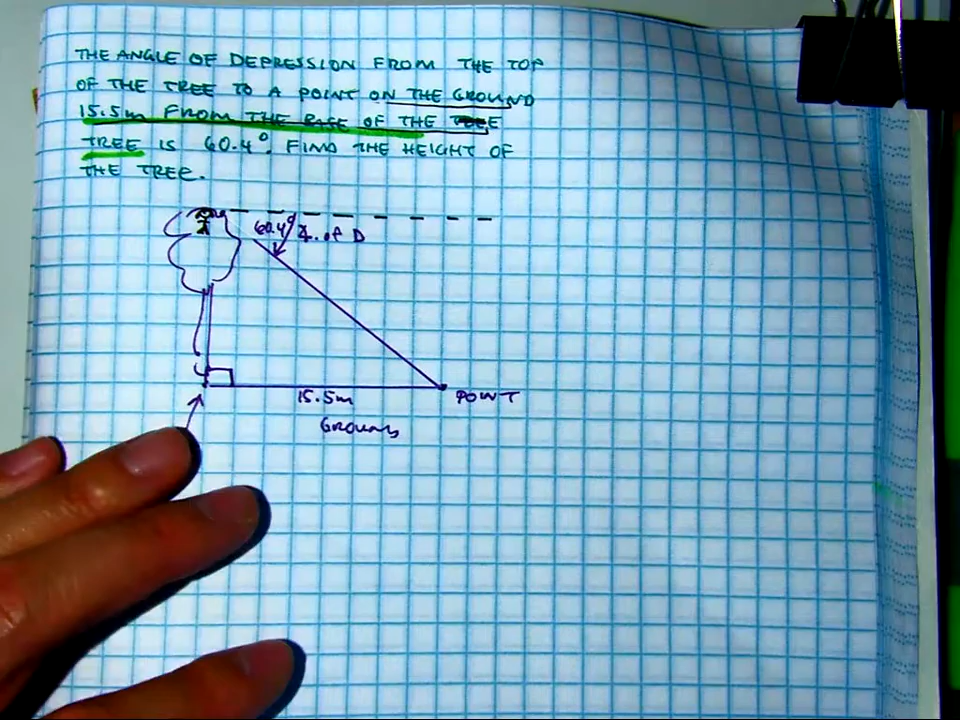 THE ANGLE OF DEPRESSION FROM THE TOP
OF THE TREE TO A POINT ON THE GROUND
15.5m FROM THE BASE OF THE
TREE IS 60.4°. FIND THE HEIGHT OF
THE TREE.
60.4° ∡. of D
15.5m POINT
GROUND